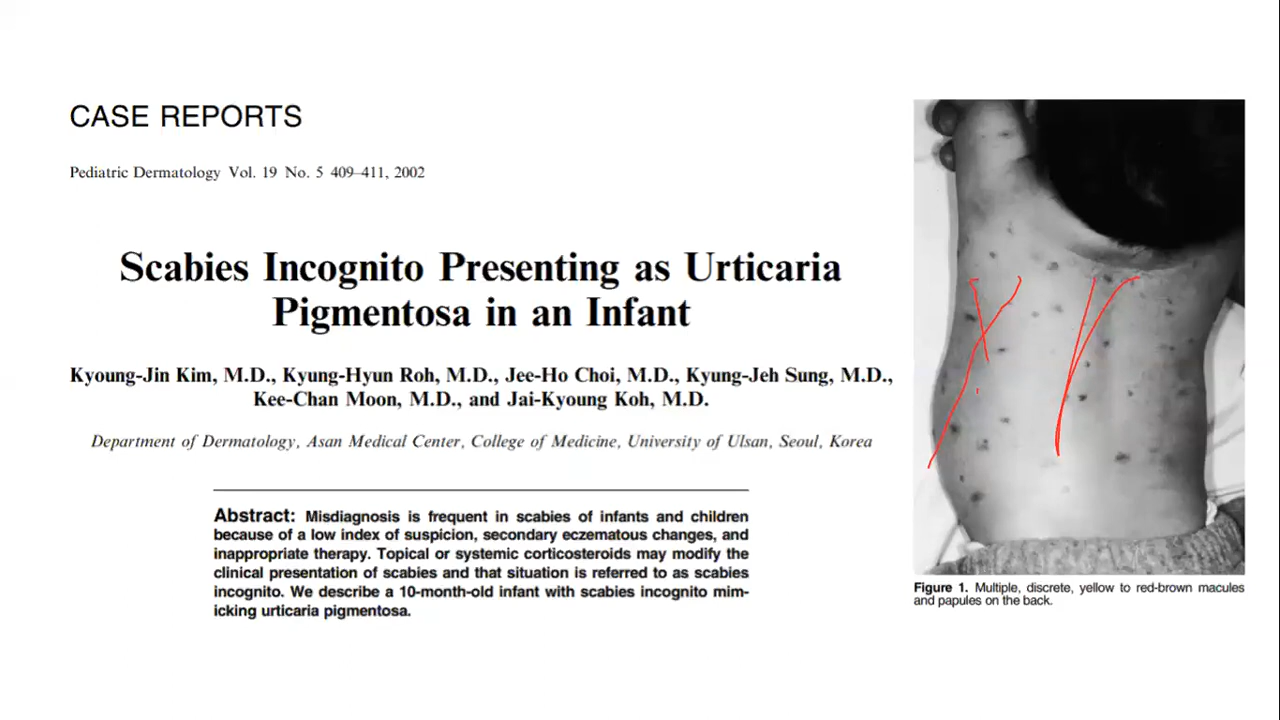 CASE REPORTS
Pediatric Dermatology Vol. 19 No. 5 409–411, 2002
Scabies Incognito Presenting as Urticaria
Pigmentosa in an Infant
Kyoung-Jin Kim, M.D., Kyung-Hyun Roh, M.D., Jee-Ho Choi, M.D., Kyung-Jeh Sung, M.D.,
Kee-Chan Moon, M.D., and Jai-Kyoung Koh, M.D.
Department of Dermatology, Asan Medical Center, College of Medicine, University of Ulsan, Seoul, Korea
Abstract: Misdiagnosis is frequent in scabies of infants and children
because of a low index of suspicion, secondary eczematous changes, and
inappropriate therapy. Topical or systemic corticosteroids may modify the
clinical presentation of scabies and that situation is referred to as scabies
incognito. We describe a 10-month-old infant with scabies incognito mim-
icking urticaria pigmentosa.
Figure 1. Multiple, discrete, yellow to red-brown macules
and papules on the back.